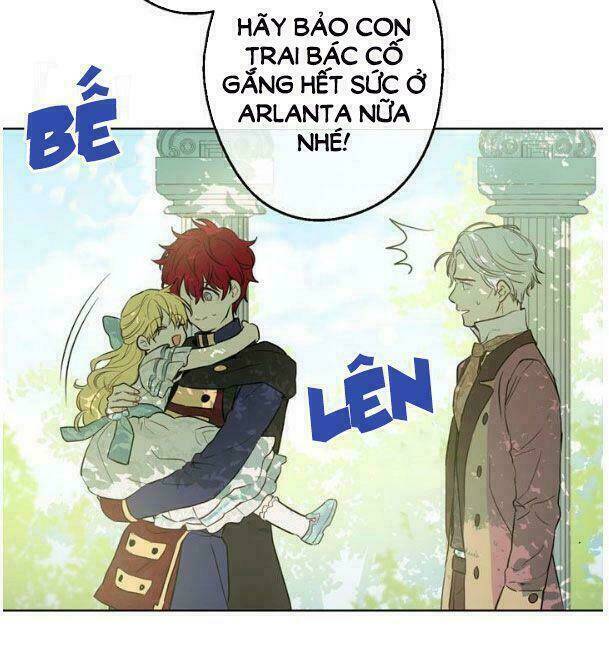 HÃY BẢO CON
TRAI BÁC CỐ
GẮNG HẾT SỨC Ở
ARLANTA NỮA
NHÉ!
BẾ
LÊN